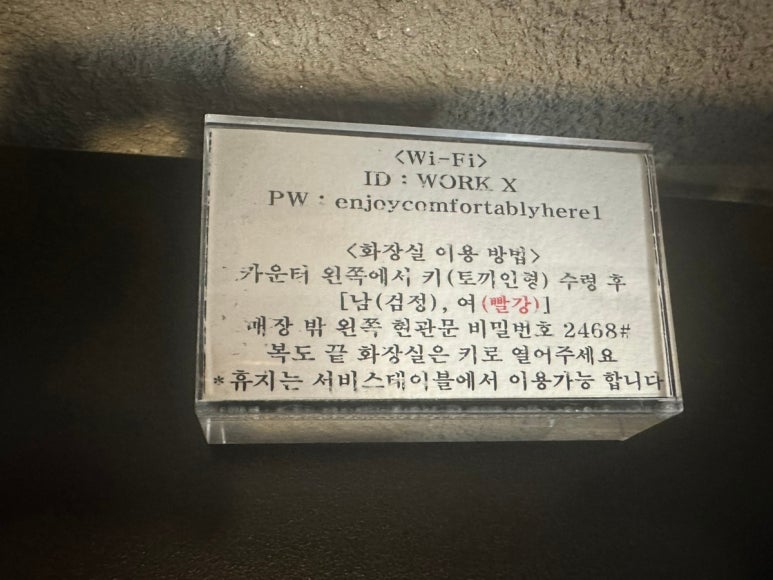 <Wi-Fi>
ID : WORK X
PW : enjoycomfortablyhere1
<화장실 이용 방법>
카운터 왼쪽에서 키(토끼인형) 수령 후
[남(검정), 여(빨강)]
매장 밖 왼쪽 현관문 비밀번호 2468#
복도 끝 화장실은 키로 열어주세요
*휴지는 서비스테이블에서 이용가능 합니다